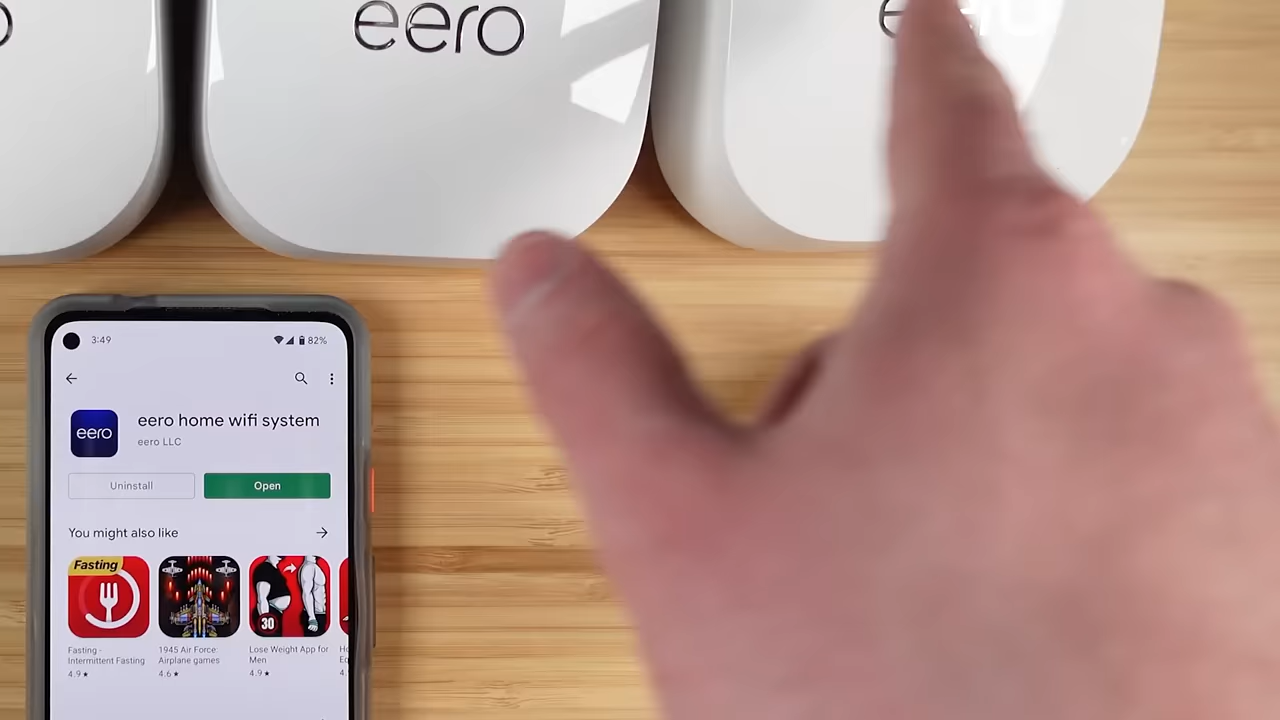 eero
3:49
82%
eero home wifi system
eero
eero LLC
Uninstall
Open
You might also like
Fasting
30
Fasting -
Intermittent Fasting
4.9★
1945 Air Force:
Airplane games
4.6★
Lose Weight App for
Men
4.9★